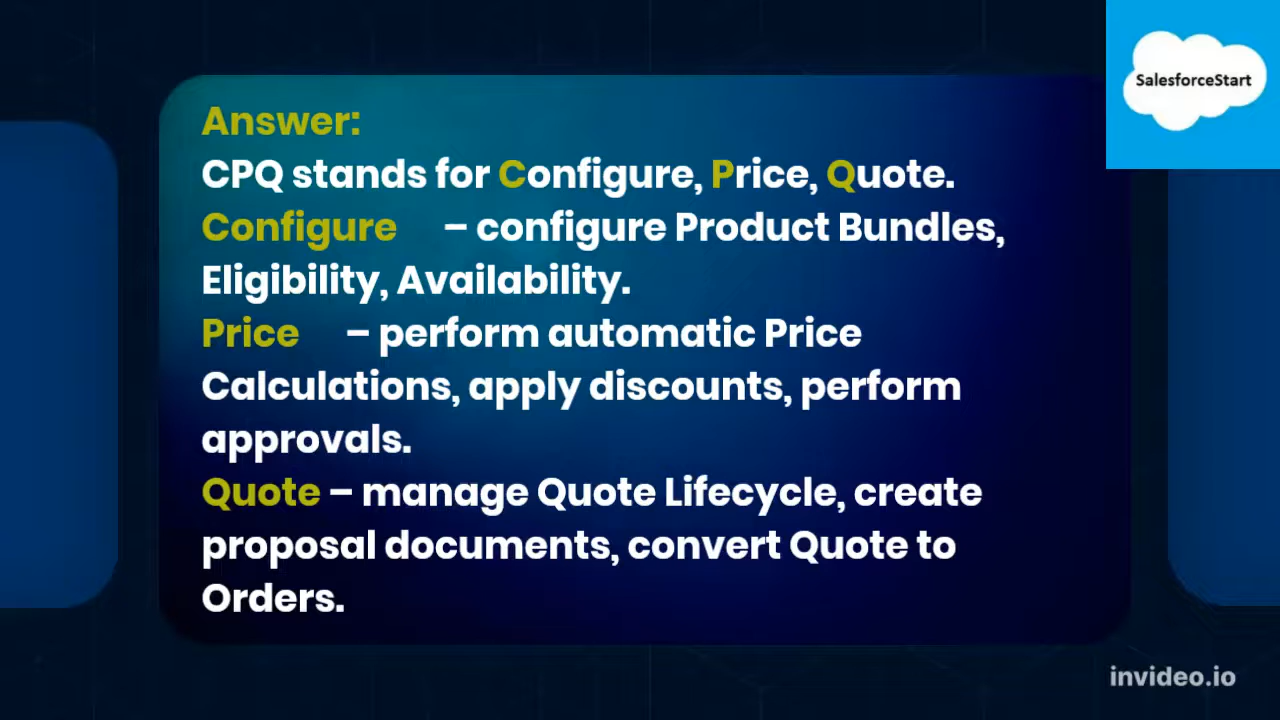 SalesforceStart
Answer:
CPQ stands for Configure, Price, Quote.
Configure – configure Product Bundles,
Eligibility, Availability.
Price – perform automatic Price
Calculations, apply discounts, perform
approvals.
Quote – manage Quote Lifecycle, create
proposal documents, convert Quote to
Orders.
invideo.io